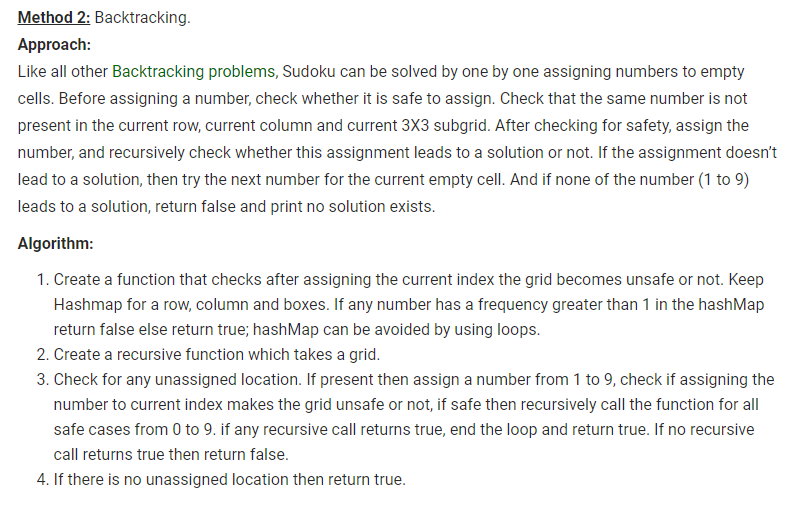 Method 2: Backtracking.
Approach:
Like all other Backtracking problems, Sudoku can be solved by one by one assigning numbers to empty
cells. Before assigning a number, check whether it is safe to assign. Check that the same number is not
present in the current row, current column and current 3X3 subgrid. After checking for safety, assign the
number, and recursively check whether this assignment leads to a solution or not. If the assignment doesn't
lead to a solution, then try the next number for the current empty cell. And if none of the number (1 to 9)
leads to a solution, return false and print no solution exists.
Algorithm:
1. Create a function that checks after assigning the current index the grid becomes unsafe or not. Keep
Hashmap for a row, column and boxes. If any number has a frequency greater than 1 in the hashMap
return false else return true; hashMap can be avoided by using loops.
2. Create a recursive function which takes a grid.
3. Check for any unassigned location. If present then assign a number from 1 to 9, check if assigning the
number to current index makes the grid unsafe or not, if safe then recursively call the function for all
safe cases from 0 to 9. if any recursive call returns true, end the loop and return true. If no recursive
call returns true then return false.
4. If there is no unassigned location then return true.